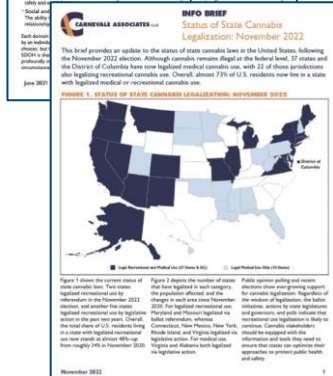 safety and
Social and
The ability
relationship
Each domain
by an individ
choices, but
SDOH is that
profoundly in
circumstances
June 2021
CARNEVALE ASSOCIATES LLC
INFO BRIEF
Status of State Cannabis
Legalization: November 2022
This brief provides an update to the status of state cannabis laws in the United States, following
the November 2022 election. Although cannabis remains illegal at the federal level, 37 states and
the District of Columbia have now legalized medical cannabis use, with 22 of those jurisdictions
also legalizing recreational cannabis use. Overall, almost 73% of U.S. residents now live in a state
with legalized medical or recreational cannabis use.
FIGURE 1. STATUS OF STATE CANNABIS LEGALIZATION: NOVEMBER 2022
District of
Columbia
Legal Recreational and Medical Use (21 States & DC)
Legal Medical Use Only (16 States)
Figure 1 shows the current status of
state cannabis laws. Two states
legalized recreational use by
referendum in the November 2022
election, and another five states
legalized recreational use by legislative
action in the past two years. Overall,
the total share of U.S. residents living
in a state with legalized recreational
use now stands at almost 48%—up
from roughly 34% in November 2020.
Figure 2 depicts the number of states
that have legalized in each category,
the population affected, and the
changes in each area since November
2020. For legalized recreational use,
Maryland and Missouri legalized via
ballot referendum, whereas
Connecticut, New Mexico, New York,
Rhode Island, and Virginia legalized via
legislative action. For medical use,
Virginia and Alabama both legalized
via legislative action.
Public opinion polling and recent
elections show ever-growing support
for cannabis legalization. Regardless of
the wisdom of legalization, the ballot
initiatives, actions by state legislatures
and governors, and polls indicate that
recreational use legalization is likely to
continue. Cannabis stakeholders
should be equipped with the
information and tools they need to
ensure that states can optimize their
approaches to protect public health
and safety.
November 2022
1